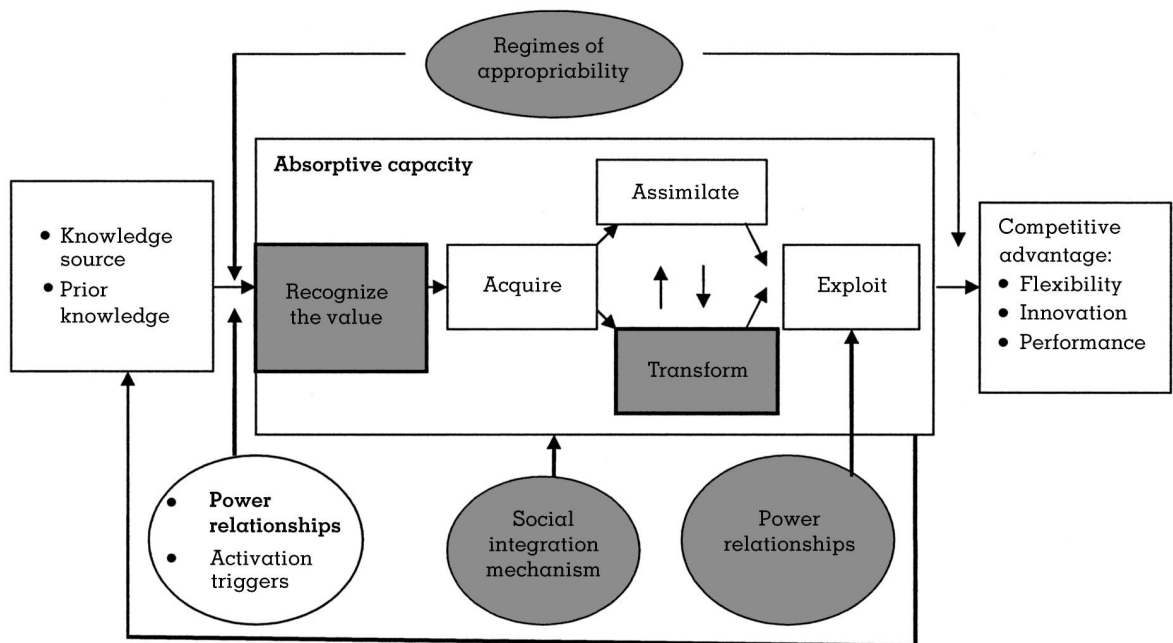 Regimes of
appropriability
Absorptive capacity
• Knowledge
source
• Prior
knowledge
Recognize
the value
Acquire
Assimilate
Transform
Exploit
Competitive
advantage:
• Flexibility
• Innovation
• Performance
• Power
relationships
• Activation
triggers
Social
integration
mechanism
Power
relationships